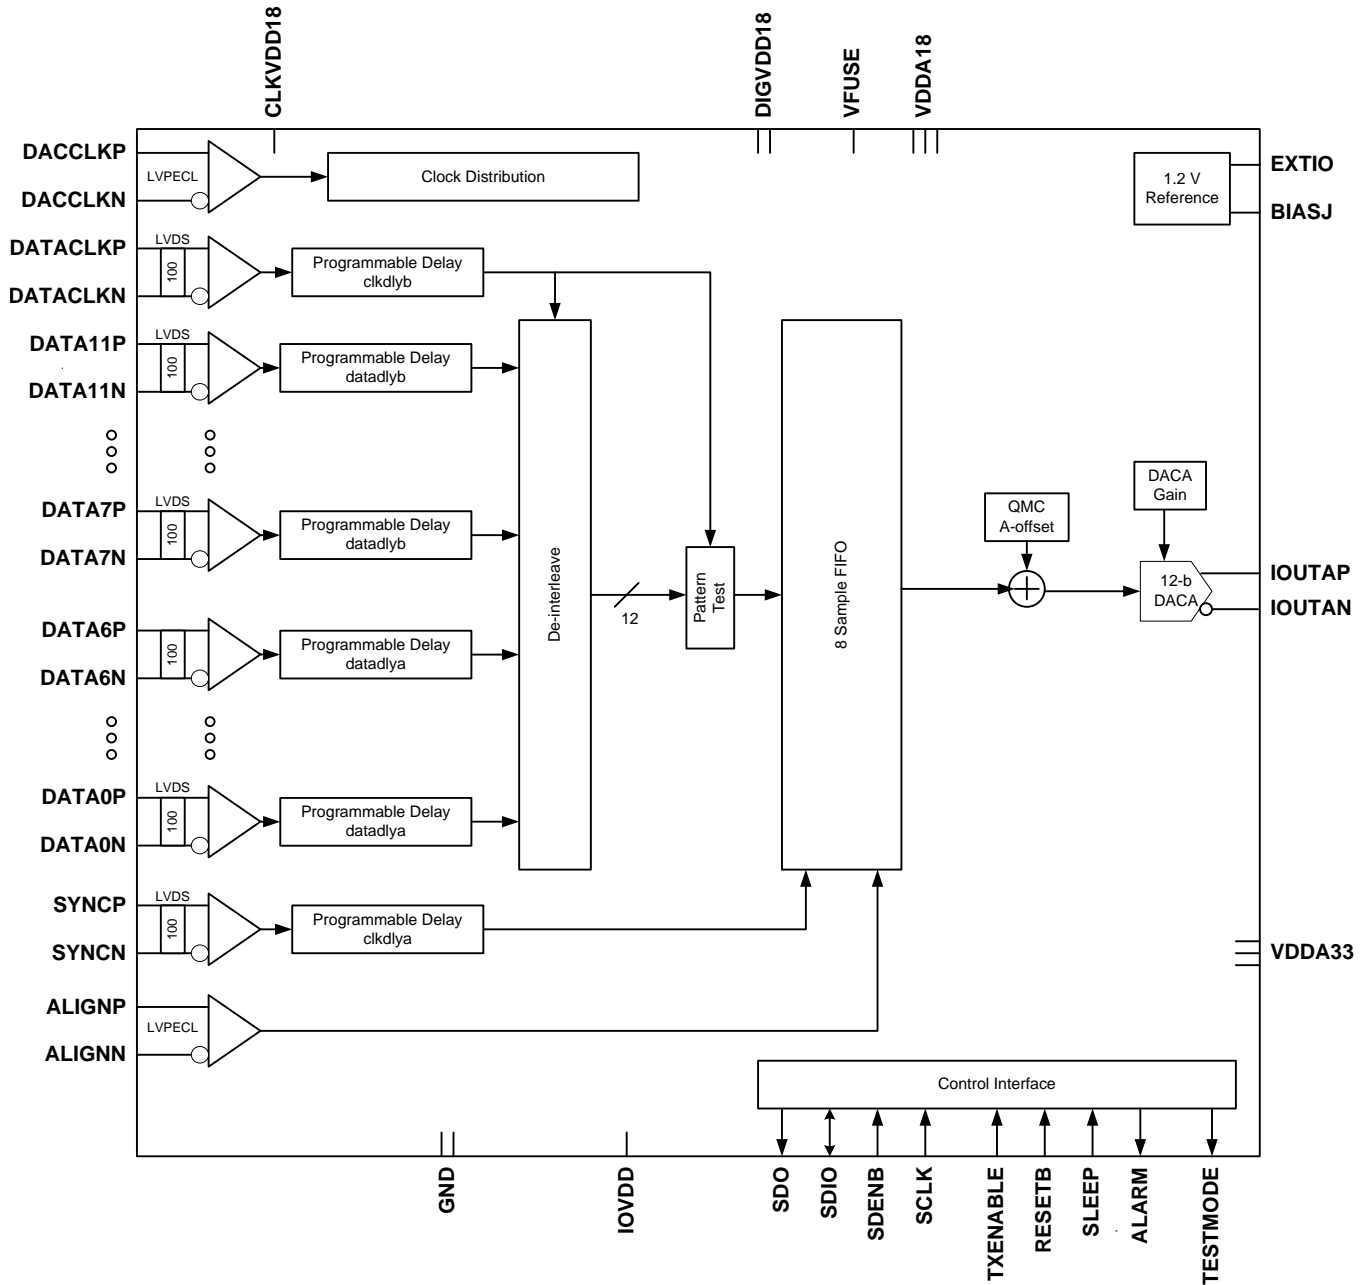 CLKVDD18
DIGVDD18
VFUSE
VDDA18
DACCLKP
LVPECL
DACCLKN
Clock Distribution
1.2 V
Reference
EXTIO
BIASJ
DATACLKP
LVDS
100
DATACLKN
Programmable Delay
clkdlyb
DATA11P
LVDS
100
DATA11N
Programmable Delay
datadlyb
DATA7P
LVDS
100
DATA7N
Programmable Delay
datadlyb
De-interleave
12
Pattern
Test
8 Sample FIFO
QMC
A-offset
DACA
Gain
12-b
DACA
IOUTAP
IOUTAN
DATA6P
100
DATA6N
Programmable Delay
datadlya
DATA0P
LVDS
100
DATA0N
Programmable Delay
datadlya
SYNCP
LVDS
100
SYNCN
Programmable Delay
clkdlya
VDDA33
ALIGNP
LVPECL
ALIGNN
Control Interface
GND
IOVDD
SDO
SDIO
SDENB
SCLK
TXENABLE
RESETB
SLEEP
ALARM
TESTMODE